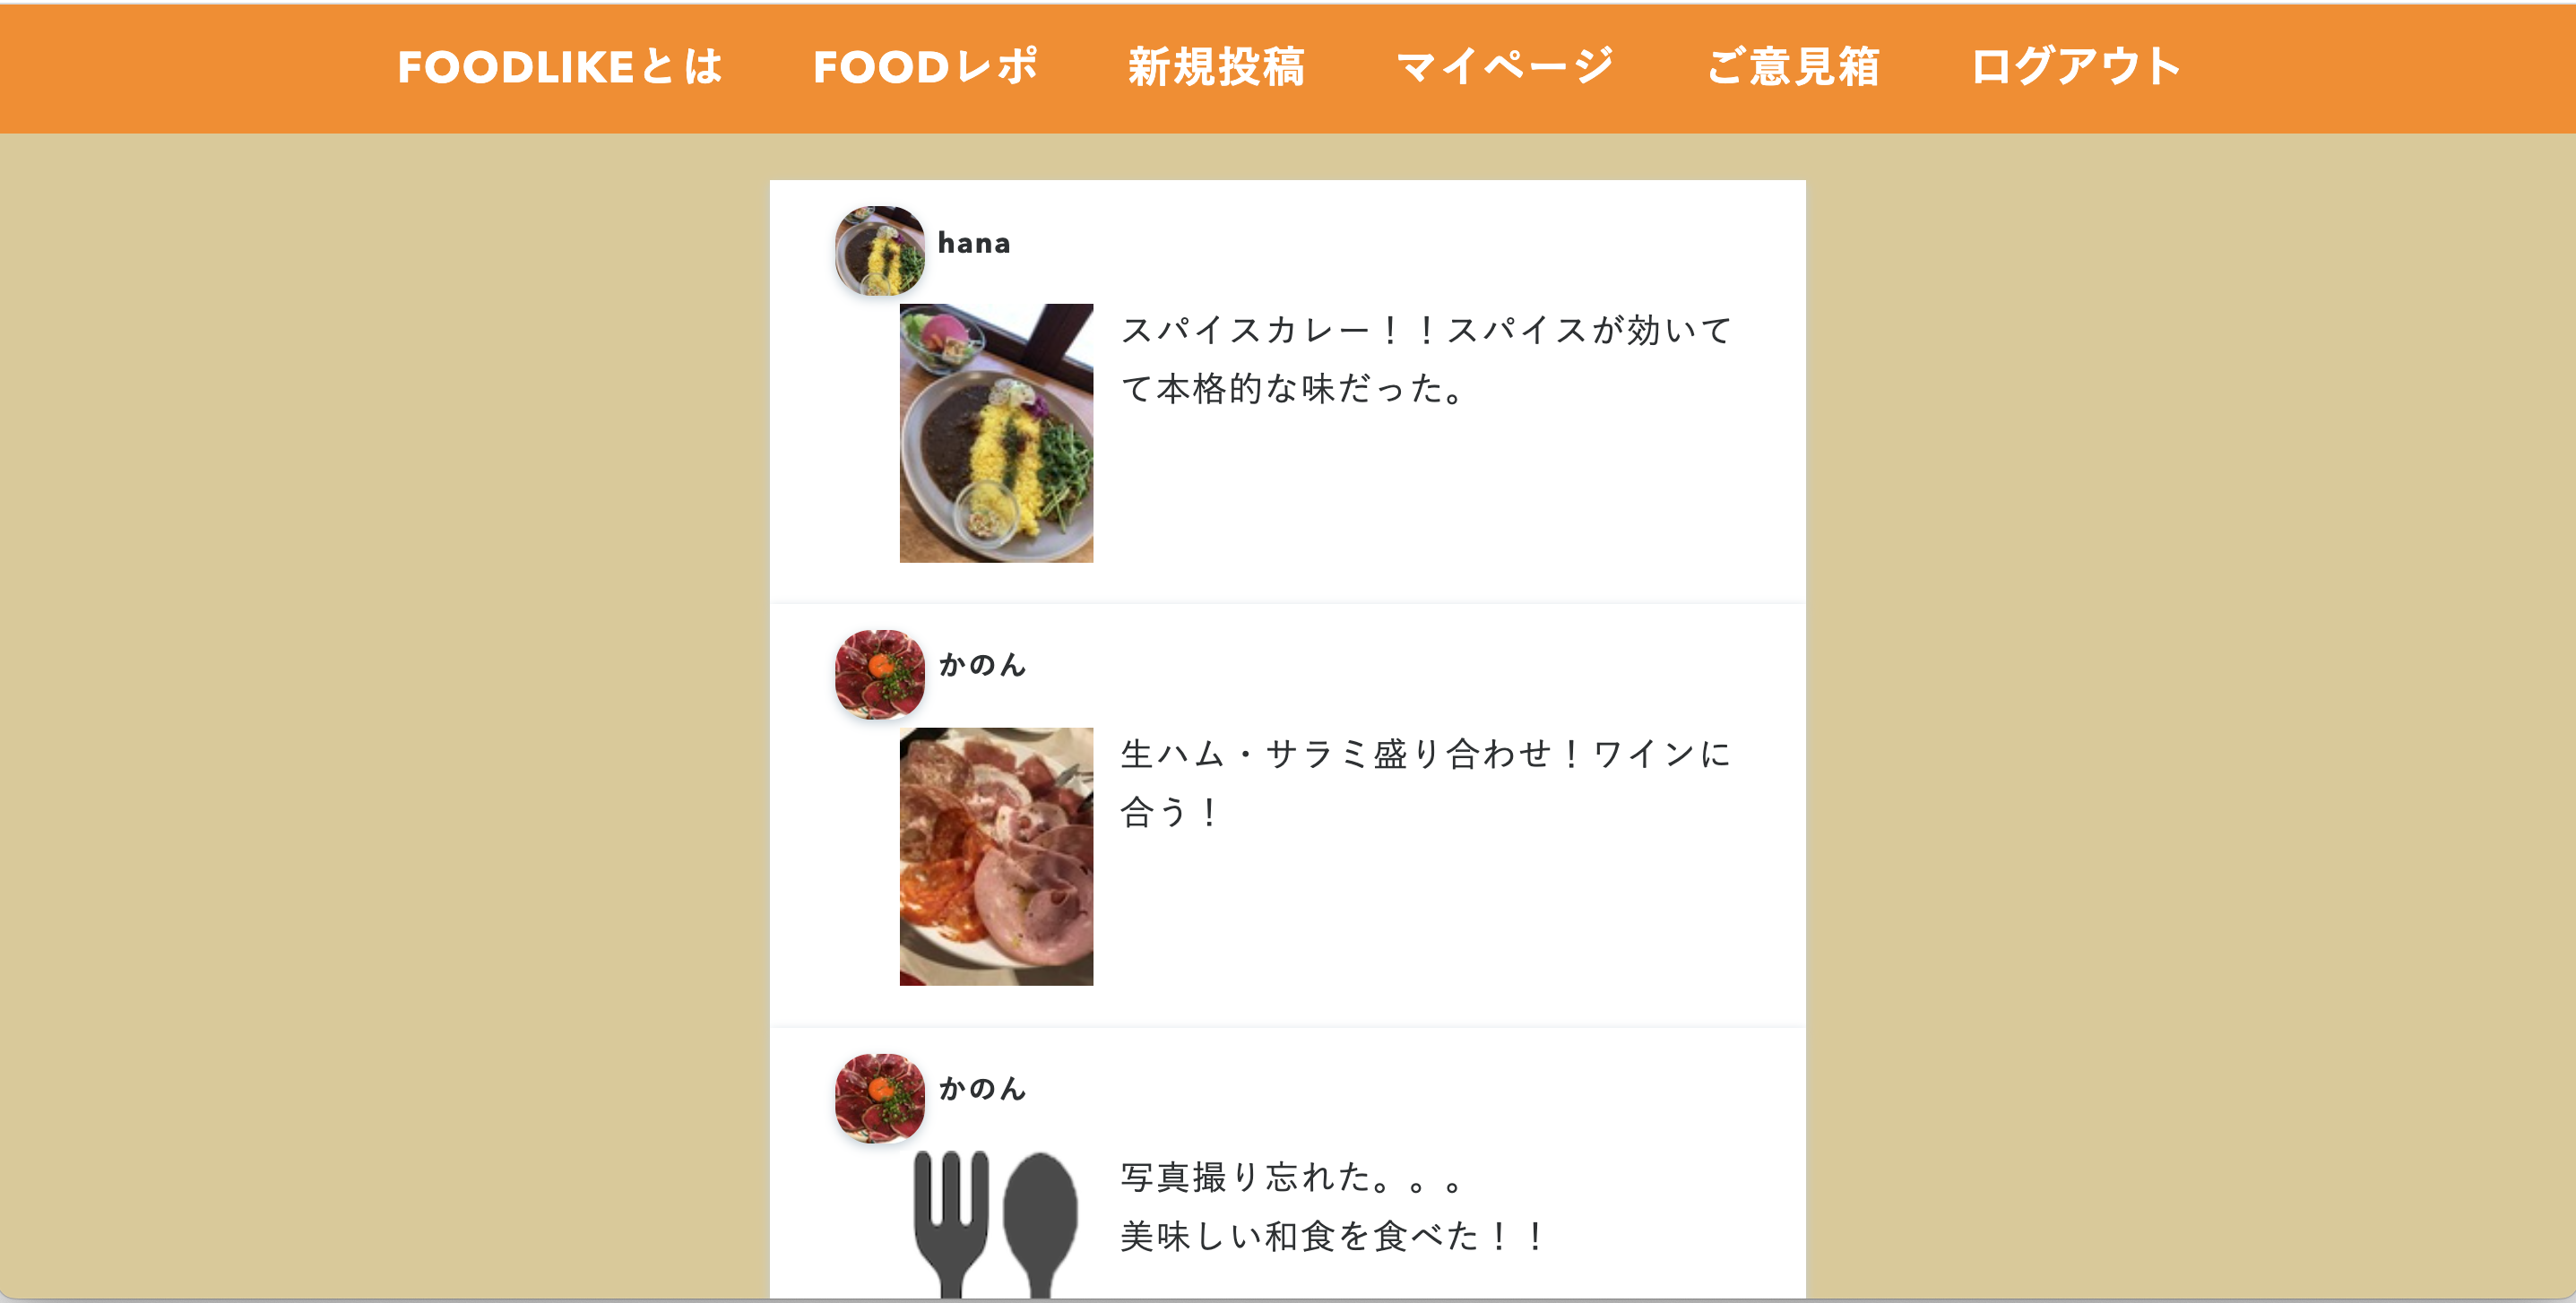 FOODLIKEとは FOODレポ 新規投稿 マイページ ご意見箱 ログアウト
hana
スパイスカレー！！スパイスが効いて
て本格的な味だった。
かのん
生ハム・サラミ盛り合わせ！ワインに
合う！
かのん
写真撮り忘れた。。。
美味しい和食を食べた！！